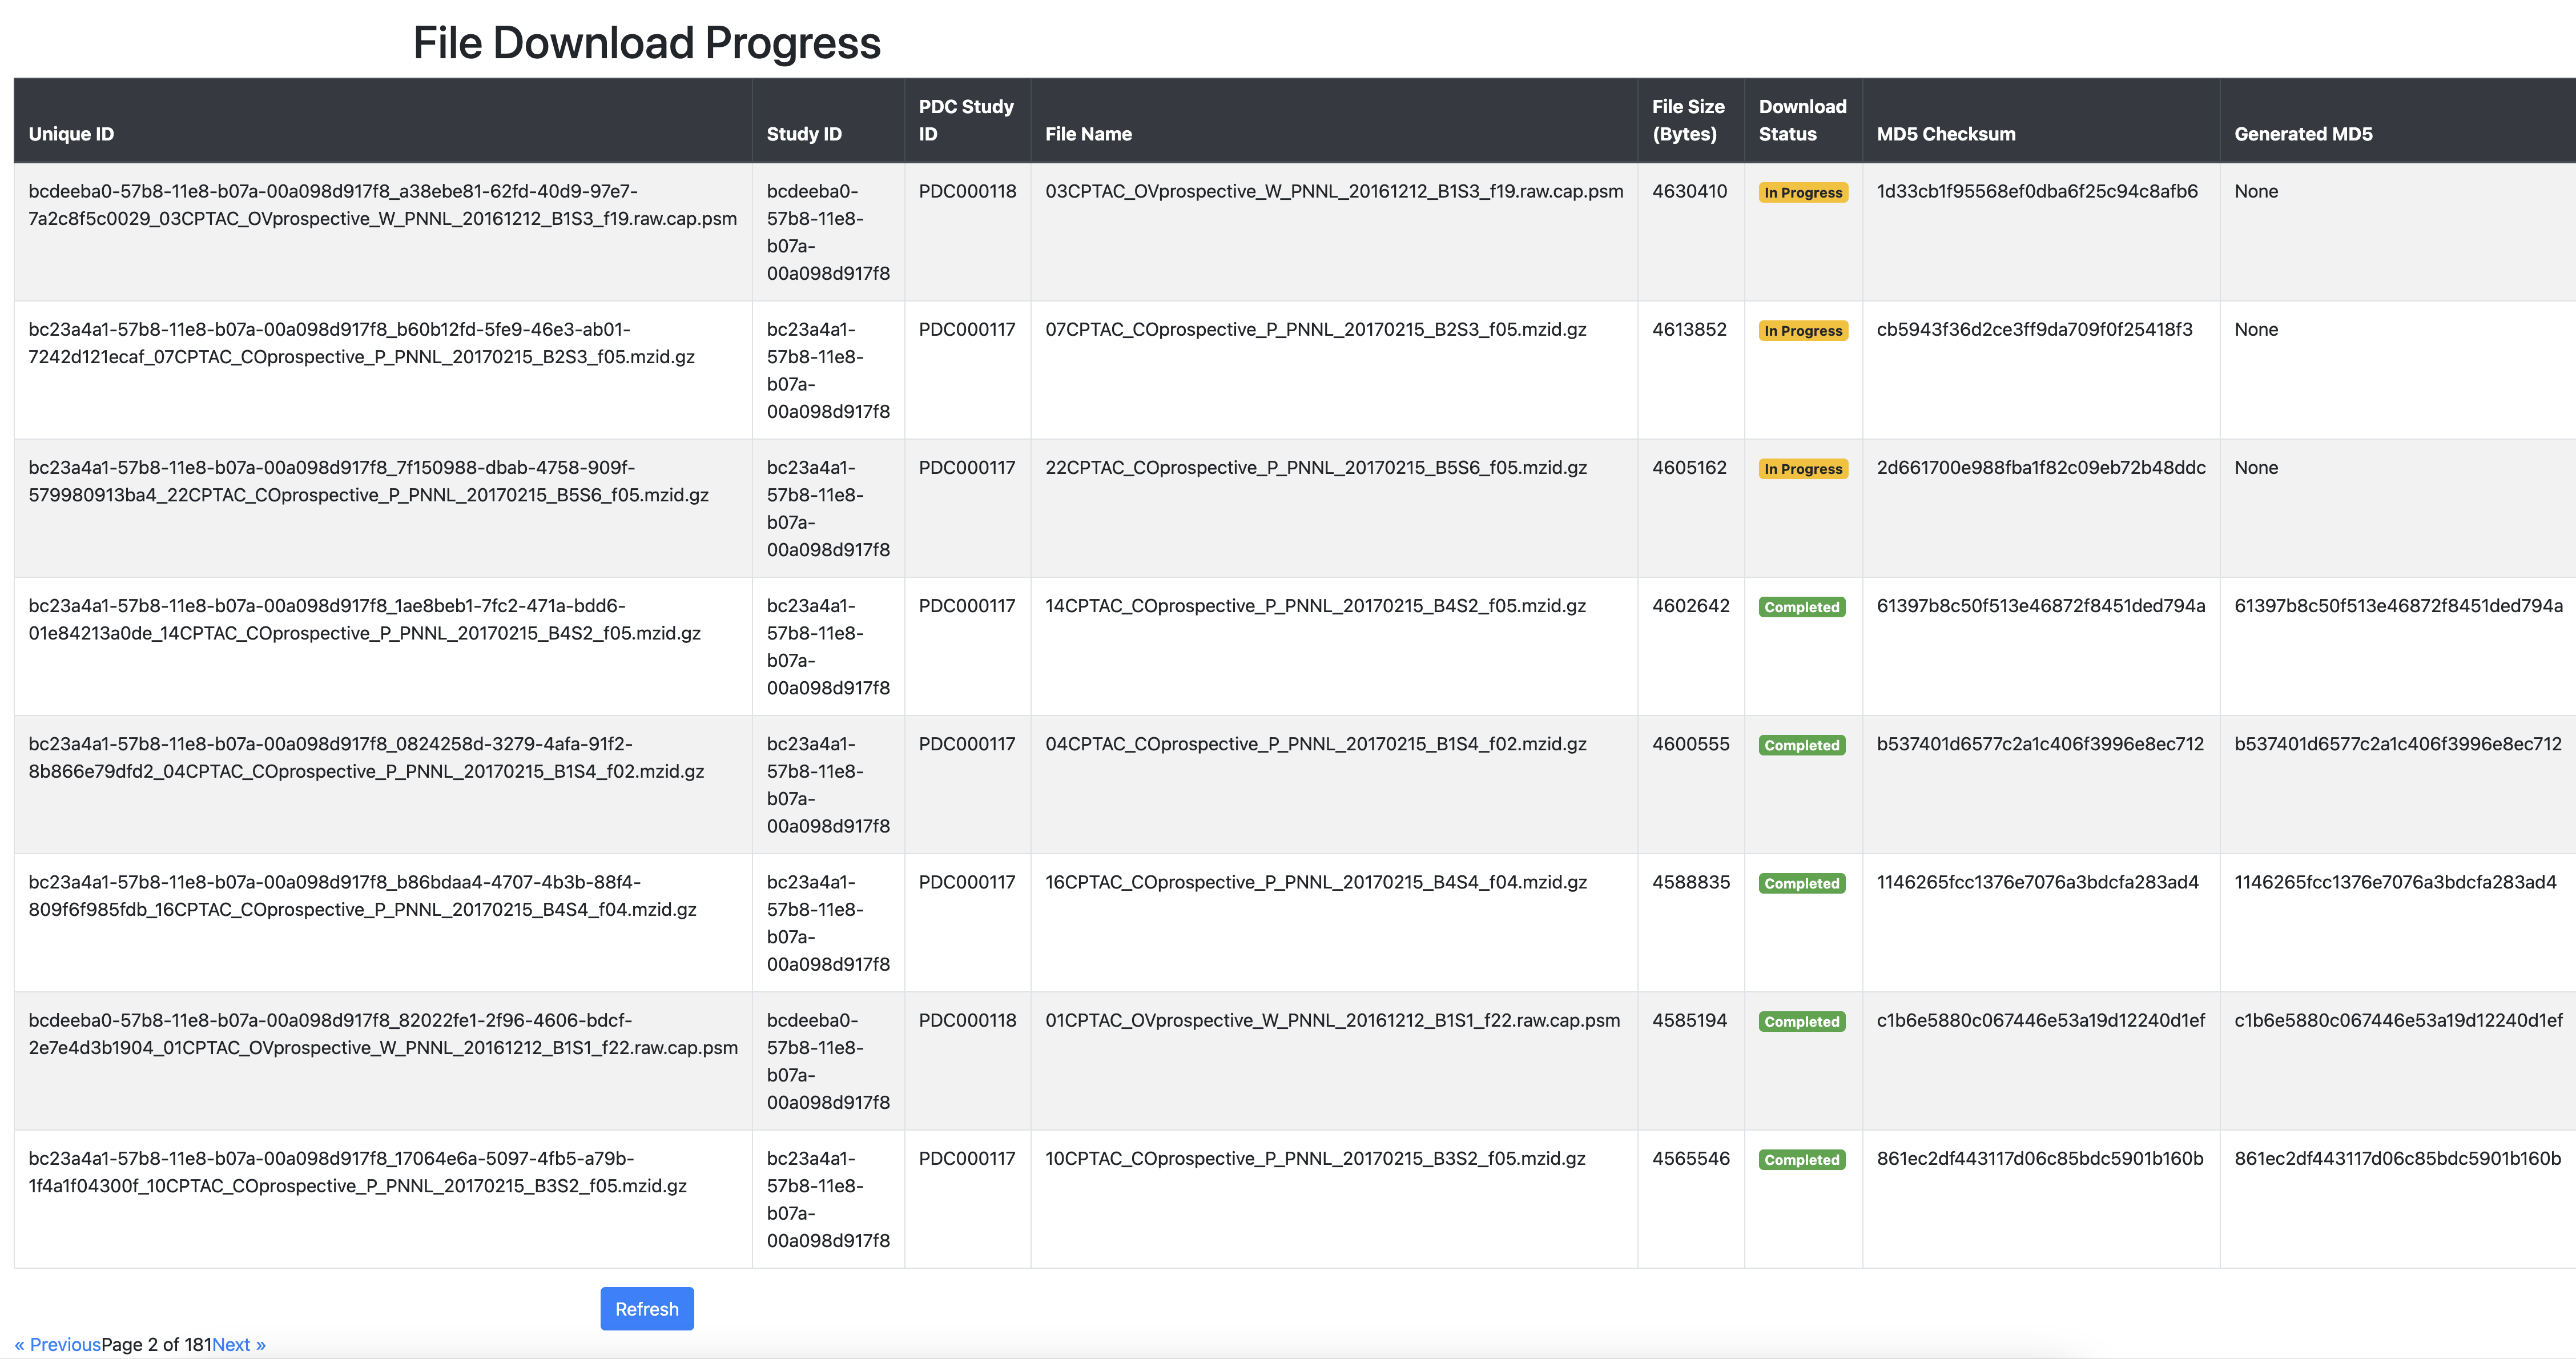 File Download Progress
Unique ID
Study ID
PDC Study
ID
File Name
File Size
(Bytes)
Download
Status
MD5 Checksum
Generated MD5
bcdeeba0-57b8-11e8-b07a-00a098d917f8_a38ebe81-62fd-40d9-97e7-
7a2c8f5c0029_03CPTAC_OVprospective_W_PNNL_20161212_B1S3_f19.raw.cap.psm
bcdeeba0-
57b8-11e8-
b07a-
00a098d917f8
PDC000118
03CPTAC_OVprospective_W_PNNL_20161212_B1S3_f19.raw.cap.psm
4630410
In Progress
1d33cb1f95568ef0dba6f25c94c8afb6
None
bc23a4a1-57b8-11e8-b07a-00a098d917f8_b60b12fd-5fe9-46e3-ab01-
7242d121ecaf_07CPTAC_COprospective_P_PNNL_20170215_B2S3_f05.mzid.gz
bc23a4a1-
57b8-11e8-
b07a-
00a098d917f8
PDC000117
07CPTAC_COprospective_P_PNNL_20170215_B2S3_f05.mzid.gz
4613852
In Progress
cb5943f36d2ce3ff9da709f0f25418f3
None
bc23a4a1-57b8-11e8-b07a-00a098d917f8_7f150988-dbab-4758-909f-
579980913ba4_22CPTAC_COprospective_P_PNNL_20170215_B5S6_f05.mzid.gz
bc23a4a1-
57b8-11e8-
b07a-
00a098d917f8
PDC000117
22CPTAC_COprospective_P_PNNL_20170215_B5S6_f05.mzid.gz
4605162
In Progress
2d661700e988fba1f82c09eb72b48ddc
None
bc23a4a1-57b8-11e8-b07a-00a098d917f8_1ae8beb1-7fc2-471a-bdd6-
01e84213a0de_14CPTAC_COprospective_P_PNNL_20170215_B4S2_f05.mzid.gz
bc23a4a1-
57b8-11e8-
b07a-
00a098d917f8
PDC000117
14CPTAC_COprospective_P_PNNL_20170215_B4S2_f05.mzid.gz
4602642
Completed
61397b8c50f513e46872f8451ded794a
61397b8c50f513e46872f8451ded794a
bc23a4a1-57b8-11e8-b07a-00a098d917f8_0824258d-3279-4afa-91f2-
8b866e79dfd2_04CPTAC_COprospective_P_PNNL_20170215_B1S4_f02.mzid.gz
bc23a4a1-
57b8-11e8-
b07a-
00a098d917f8
PDC000117
04CPTAC_COprospective_P_PNNL_20170215_B1S4_f02.mzid.gz
4600555
Completed
b537401d6577c2a1c406f3996e8ec712
b537401d6577c2a1c406f3996e8ec712
bc23a4a1-57b8-11e8-b07a-00a098d917f8_b86bdaa4-4707-4b3b-88f4-
809f6f985fdb_16CPTAC_COprospective_P_PNNL_20170215_B4S4_f04.mzid.gz
bc23a4a1-
57b8-11e8-
b07a-
00a098d917f8
PDC000117
16CPTAC_COprospective_P_PNNL_20170215_B4S4_f04.mzid.gz
4588835
Completed
1146265fcc1376e7076a3bdcfa283ad4
1146265fcc1376e7076a3bdcfa283ad4
bcdeeba0-57b8-11e8-b07a-00a098d917f8_82022fe1-2f96-4606-bdcf-
2e7e4d3b1904_01CPTAC_OVprospective_W_PNNL_20161212_B1S1_f22.raw.cap.psm
bcdeeba0-
57b8-11e8-
b07a-
00a098d917f8
PDC000118
01CPTAC_OVprospective_W_PNNL_20161212_B1S1_f22.raw.cap.psm
4585194
Completed
c1b6e5880c067446e53a19d12240d1ef
c1b6e5880c067446e53a19d12240d1ef
bc23a4a1-57b8-11e8-b07a-00a098d917f8_17064e6a-5097-4fb5-a79b-
1f4a1f04300f_10CPTAC_COprospective_P_PNNL_20170215_B3S2_f05.mzid.gz
bc23a4a1-
57b8-11e8-
b07a-
00a098d917f8
PDC000117
10CPTAC_COprospective_P_PNNL_20170215_B3S2_f05.mzid.gz
4565546
Completed
861ec2df443117d06c85bdc5901b160b
861ec2df443117d06c85bdc5901b160b
Refresh
« PreviousPage 2 of 181Next »